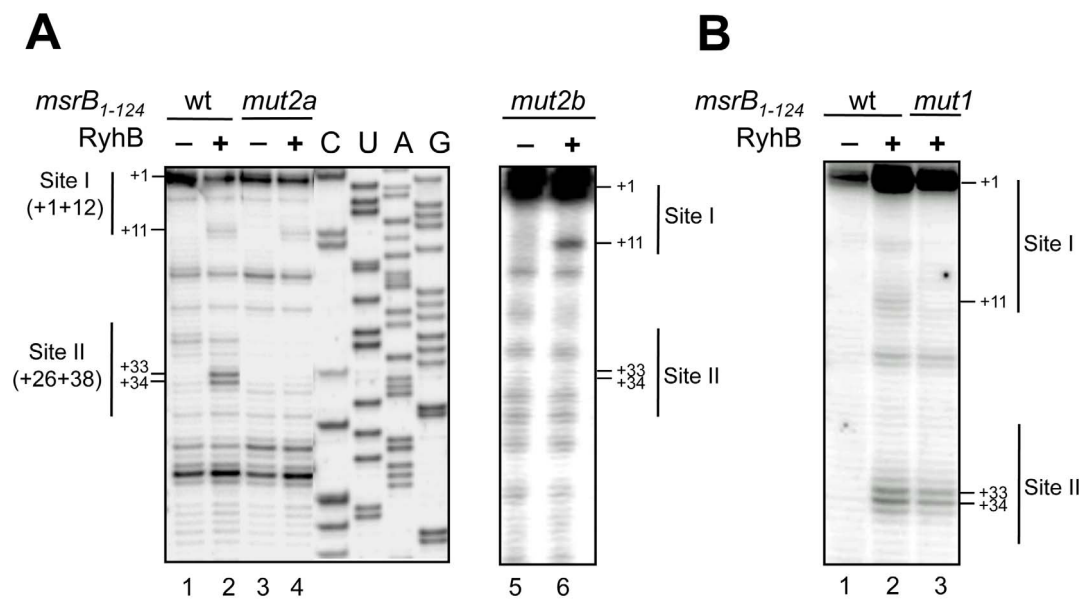 A
B
msrB1-124 wt mut2a
RyhB – + – + C U A G
Site I
(+1+12)
+1
+11
Site II
(+26+38)
+33
+34
1 2 3 4
mut2b
– +
+1
Site I
+11
+33
+34
Site II
5 6
msrB1-124 wt mut1
RyhB – + +
+1
Site I
+11
+33
+34
Site II
1 2 3